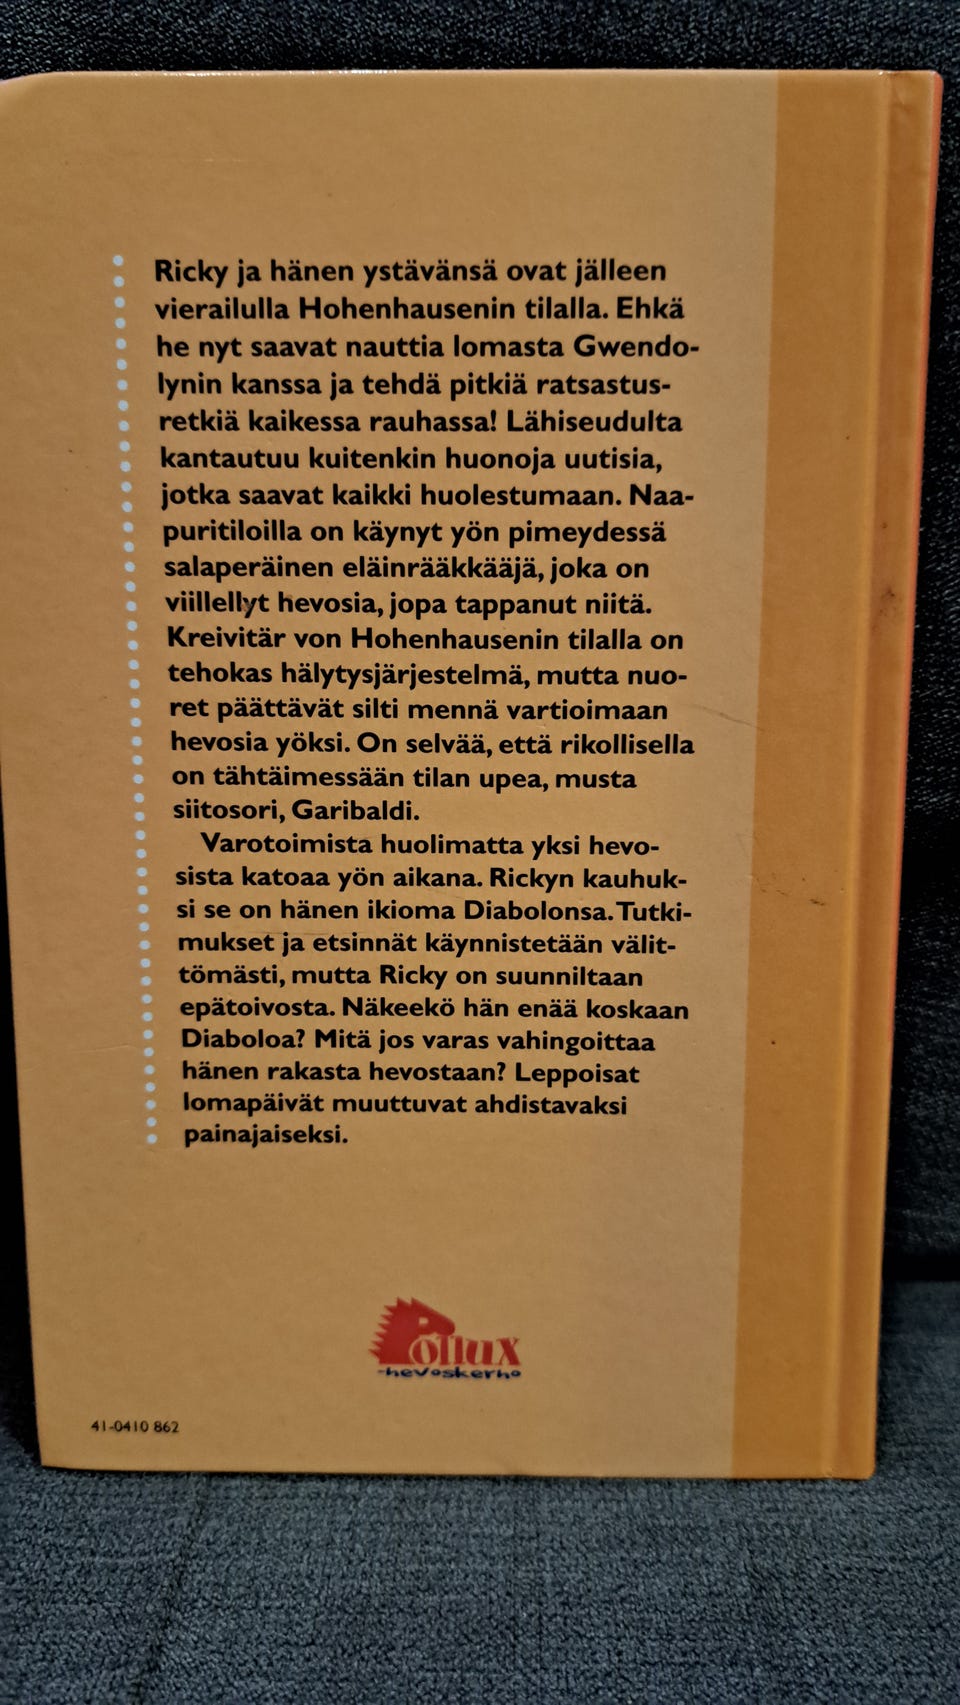 Ricky ja hänen ystävänsä ovat jälleen
vierailulla Hohenhausenin tilalla. Ehkä
he nyt saavat nauttia lomasta Gwendo-
lynin kanssa ja tehdä pitkiä ratsastus-
retkiä kaikessa rauhassa! Lähiseudulta
kantautuu kuitenkin huonoja uutisia,
jotka saavat kaikki huolestumaan. Naa-
puritiloilla on käynyt yön pimeydessä
salaperäinen eläinrääkkääjä, joka on
viillellyt hevosia, jopa tappanut niitä.
Kreivitär von Hohenhausenin tilalla on
tehokas hälytysjärjestelmä, mutta nuo-
ret päättävät silti mennä vartioimaan
hevosia yöksi. On selvää, että rikollisella
on tähtäimessään tilan upea, musta
siitosori, Garibaldi.
Varotoimista huolimatta yksi hevo-
sista katoaa yön aikana. Rickyn kauhuk-
si se on hänen ikioma Diabolonsa. Tutki-
mukset ja etsinnät käynnistetään välit-
tömästi, mutta Ricky on suunniltaan
epätoivosta. Näkeekö hän enää koskaan
Diaboloa? Mitä jos varas vahingoittaa
hänen rakasta hevostaan? Leppoisat
lomapäivät muuttuvat ahdistavaksi
painajaiseksi.
Pollux
-hevoskerho
41-0410 862